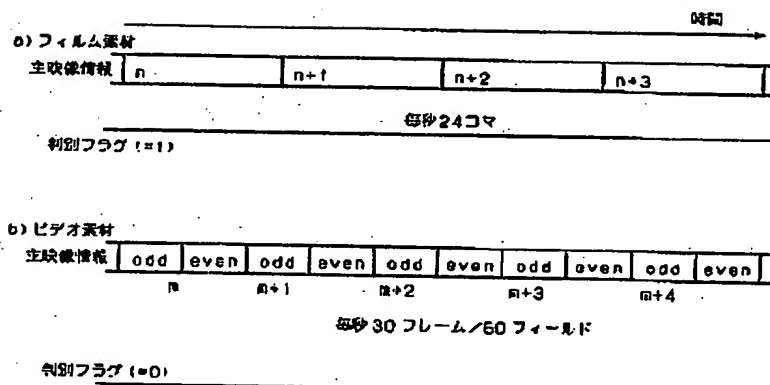 時間
a) フィルム素材
主映像情報 n n+1 n+2 n+3
毎秒24コマ
判別フラグ (=1)
b) ビデオ素材
主映像情報 odd even odd even odd even odd even odd even
m m+1 m+2 m+3 m+4
毎秒30フレーム/60フィールド
判別フラグ (=0)